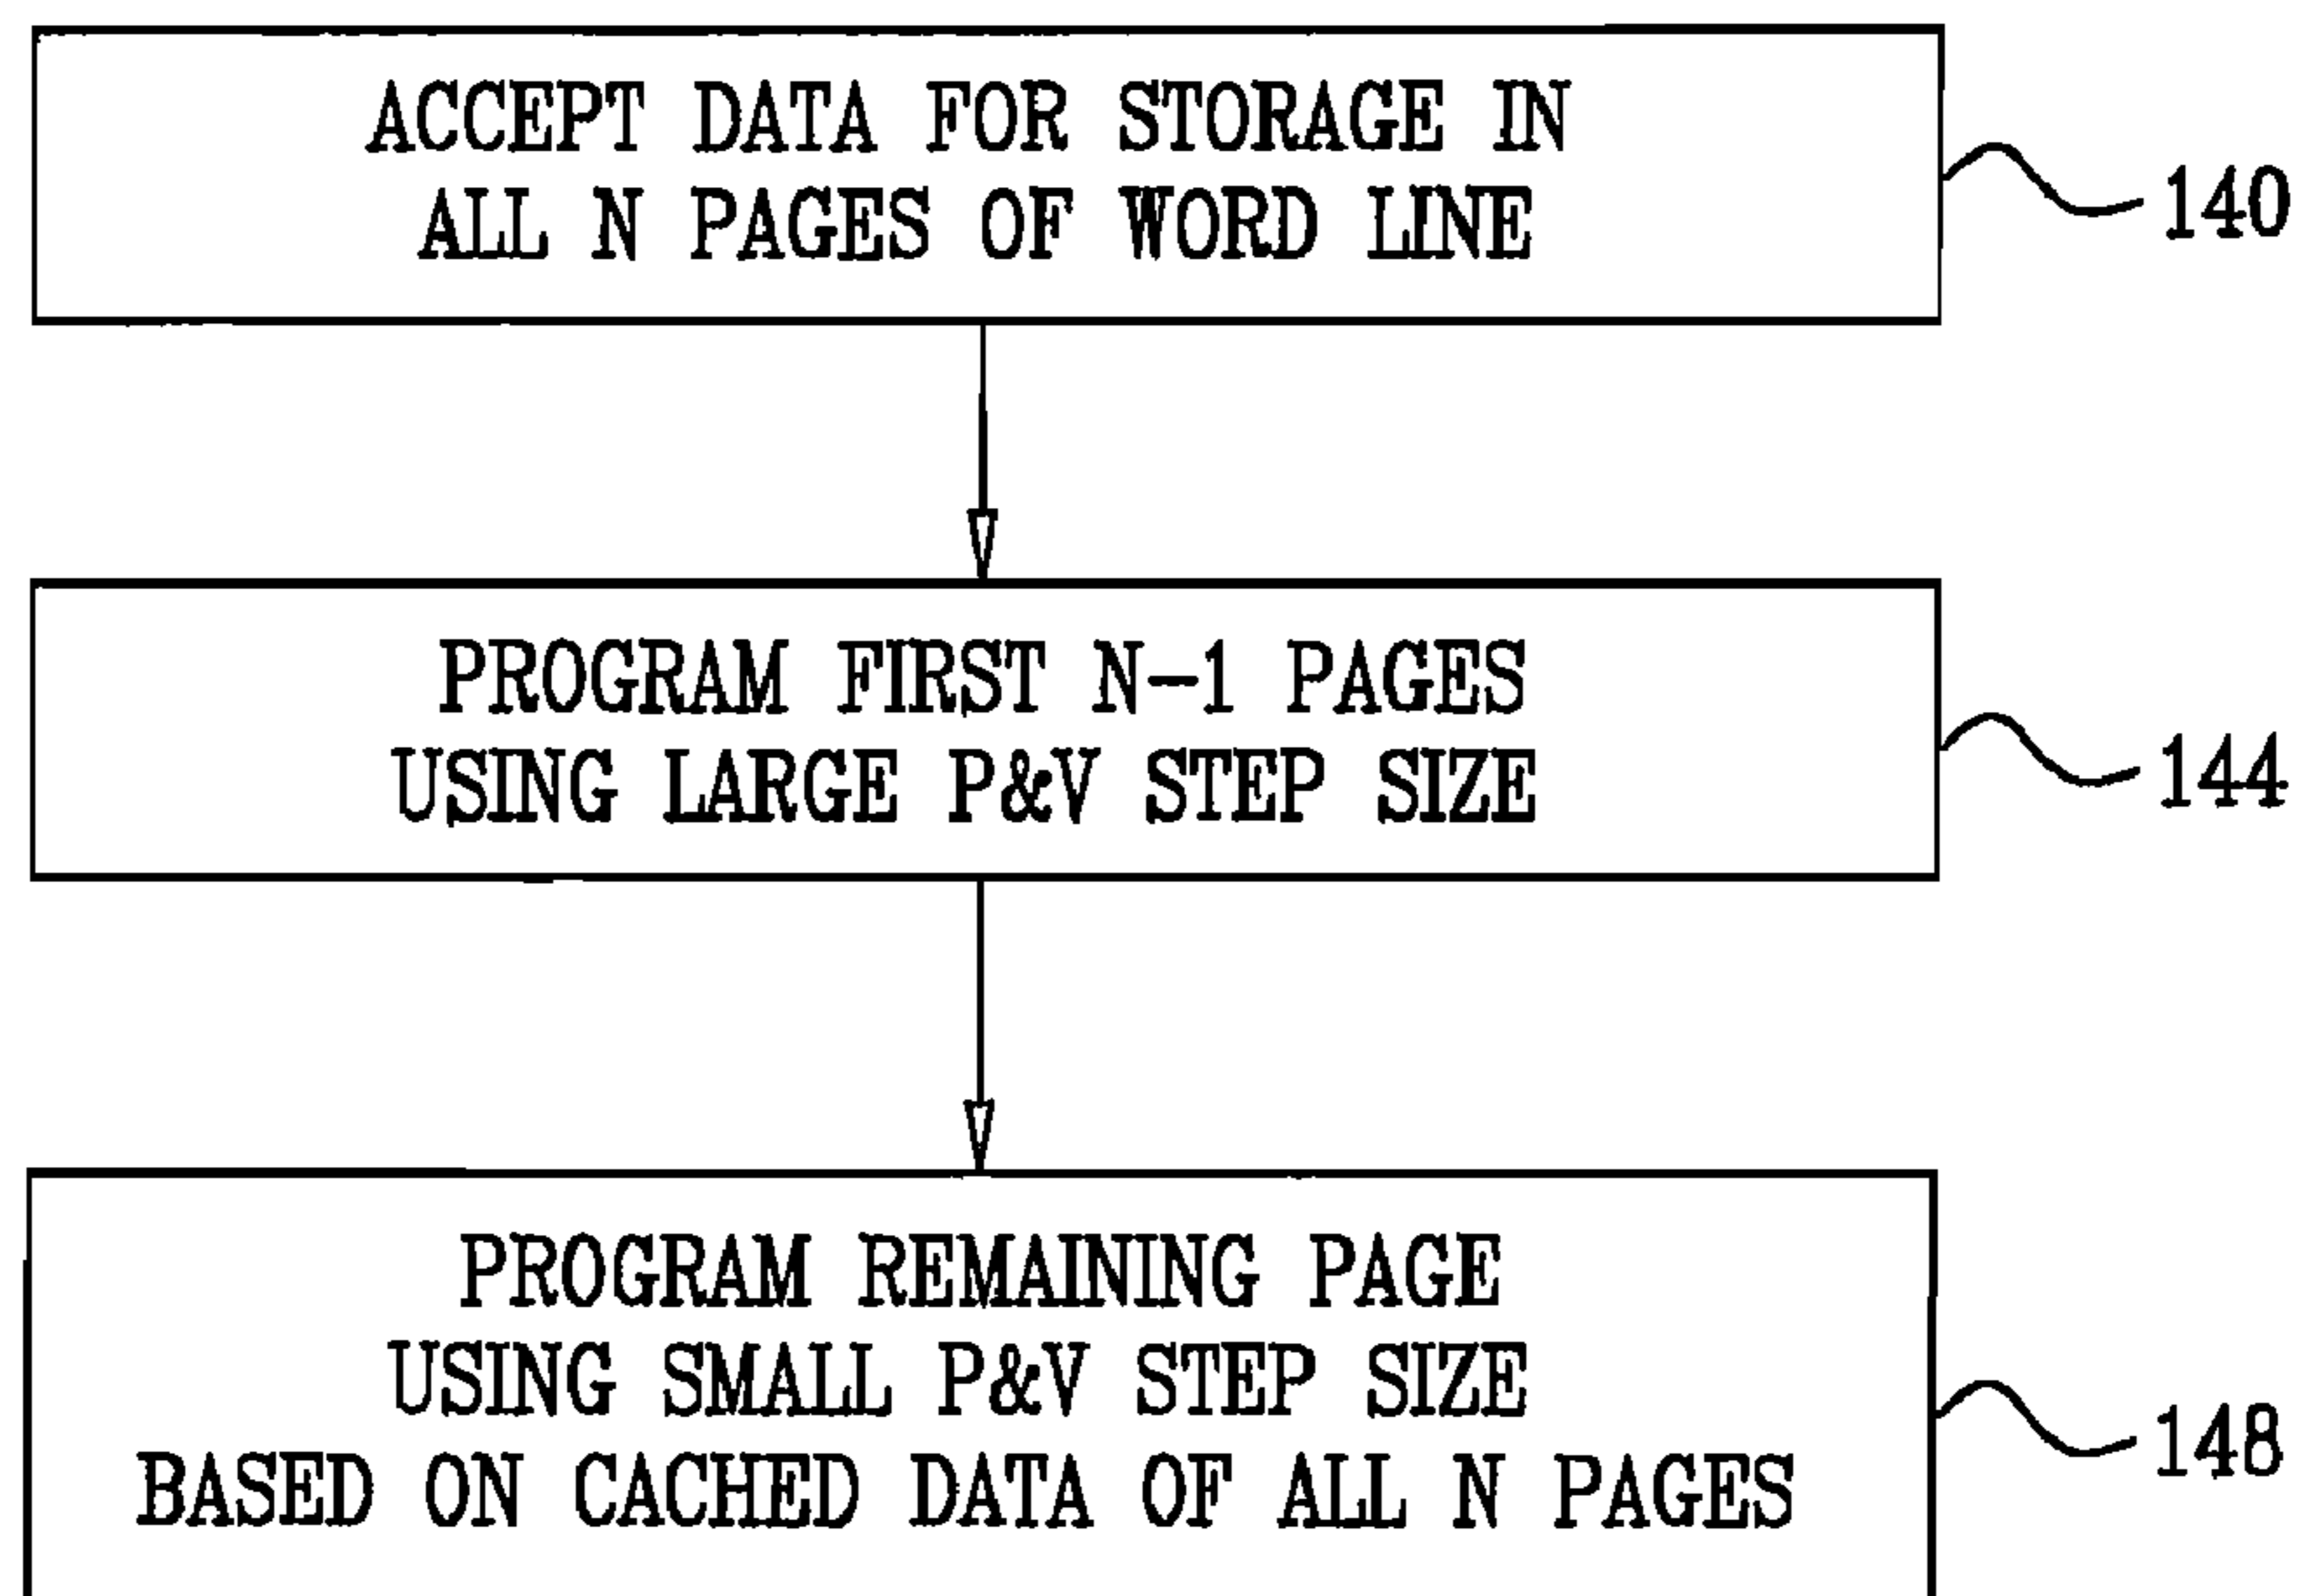 ACCEPT DATA FOR STORAGE IN
ALL N PAGES OF WORD LINE
140
PROGRAM FIRST N-1 PAGES
USING LARGE P&V STEP SIZE
144
PROGRAM REMAINING PAGE
USING SMALL P&V STEP SIZE
BASED ON CACHED DATA OF ALL N PAGES
148